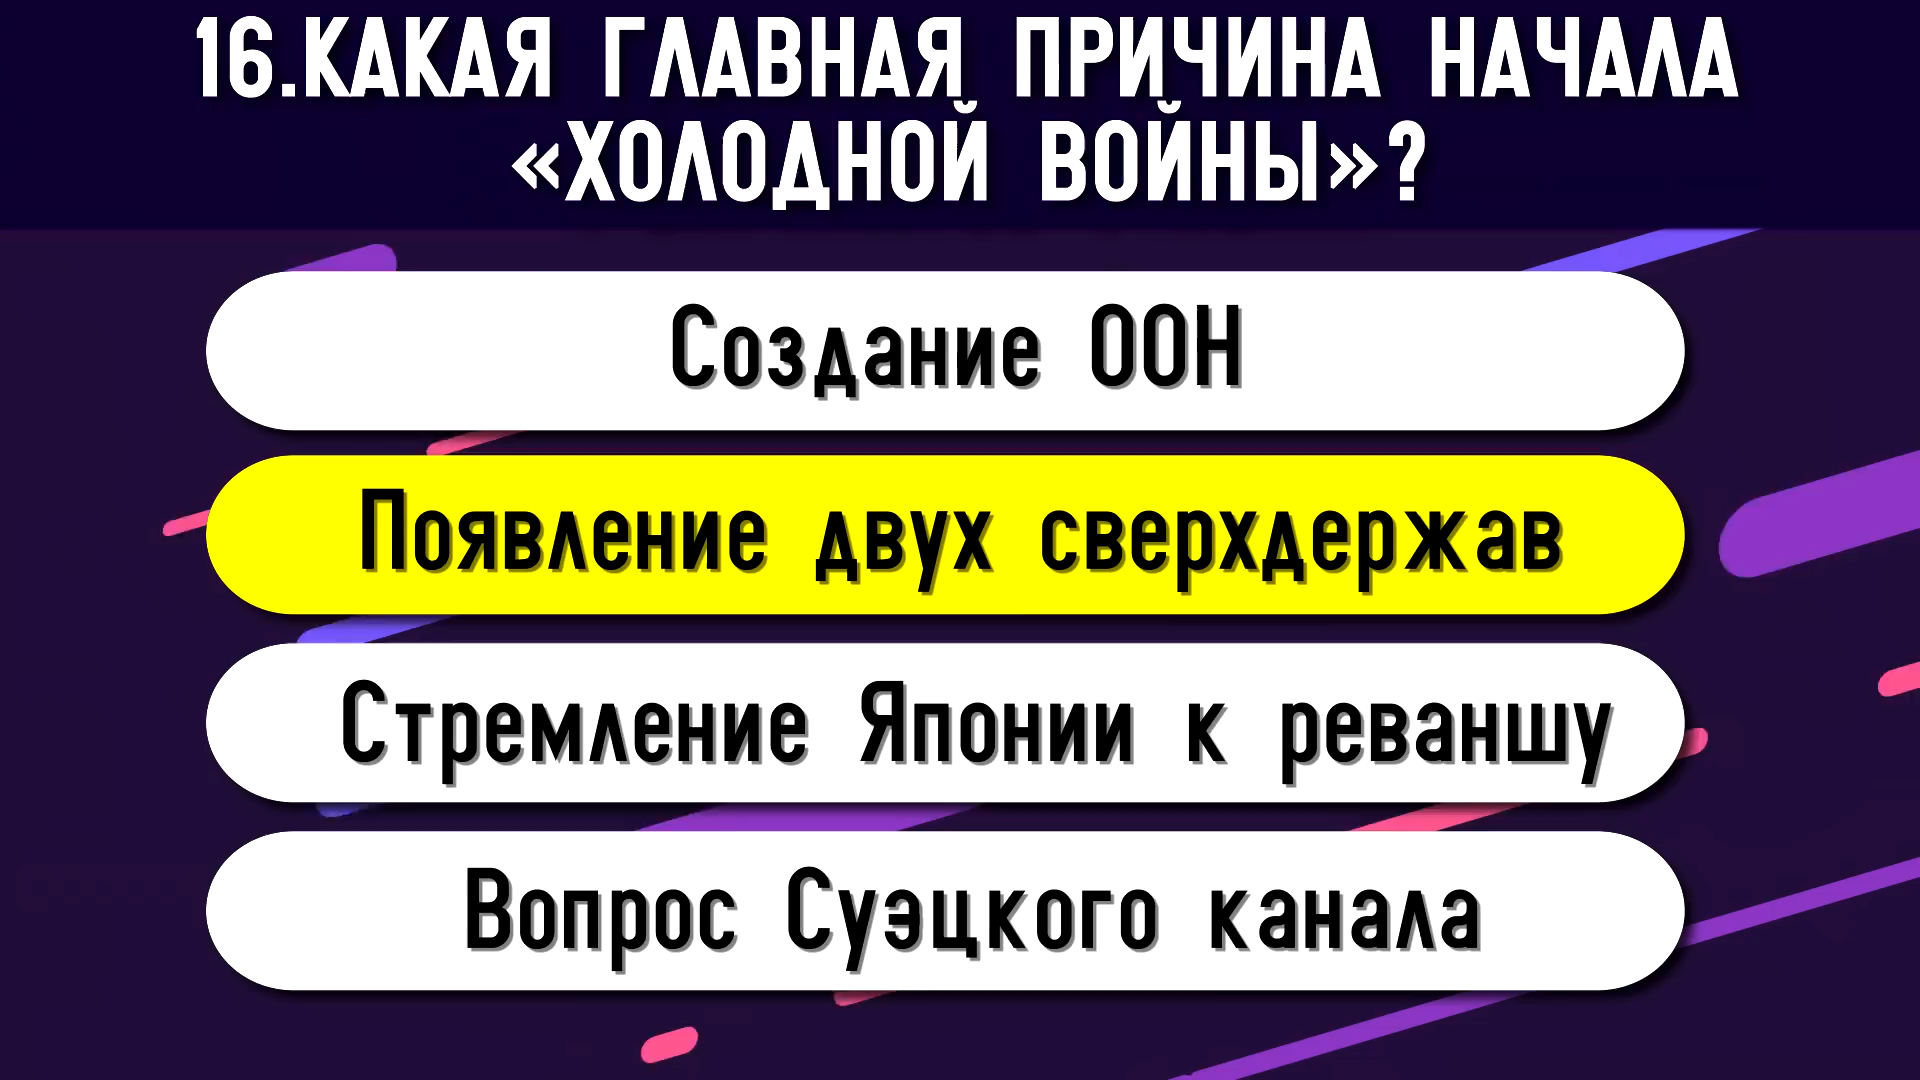 16.КАКАЯ ГЛАВНАЯ ПРИЧИНА НАЧАЛА
«ХОЛОДНОЙ ВОЙНЫ»?
Создание ООН
Появление двух сверхдержав
Стремление Японии к реваншу
Вопрос Суэцкого канала